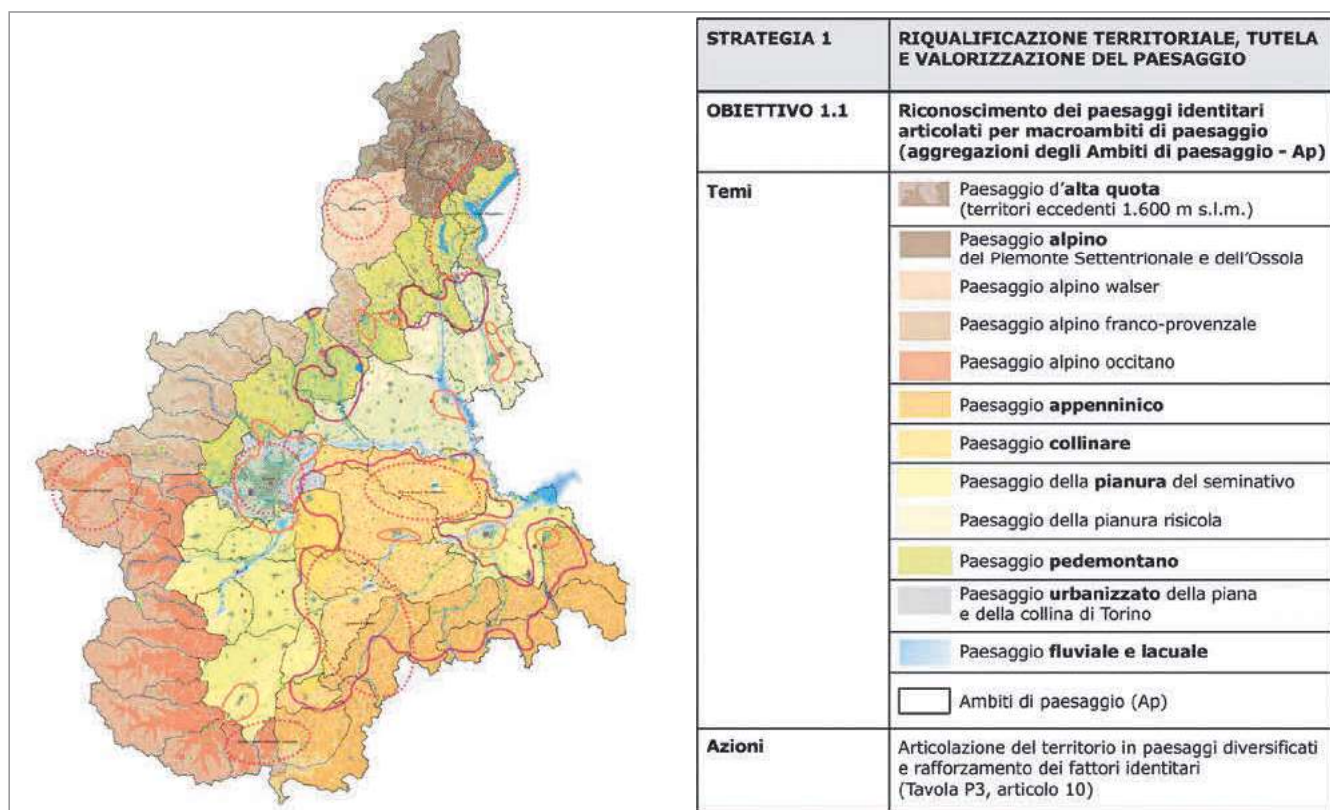 STRATEGIA 1
RIQUALIFICAZIONE TERRITORIALE, TUTELA
E VALORIZZAZIONE DEL PAESAGGIO
OBIETTIVO 1.1
Riconoscimento dei paesaggi identitari
articolati per macroambiti di paesaggio
(aggregazioni degli Ambiti di paesaggio - Ap)
Temi
Paesaggio d'alta quota
(territori eccedenti 1.600 m s.l.m.)
Paesaggio alpino
del Piemonte Settentrionale e dell'Ossola
Paesaggio alpino walser
Paesaggio alpino franco-provenzale
Paesaggio alpino occitano
Paesaggio appenninico
Paesaggio collinare
Paesaggio della pianura del seminativo
Paesaggio della pianura risicola
Paesaggio pedemontano
Paesaggio urbanizzato della piana
e della collina di Torino
Paesaggio fluviale e lacuale
Ambiti di paesaggio (Ap)
Azioni
Articolazione del territorio in paesaggi diversificati
e rafforzamento dei fattori identitari
(Tavola P3, articolo 10)